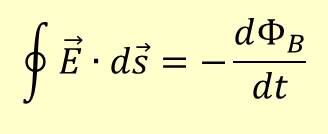 ∮ E⃗ · ds⃗ = − dΦ_B/dt